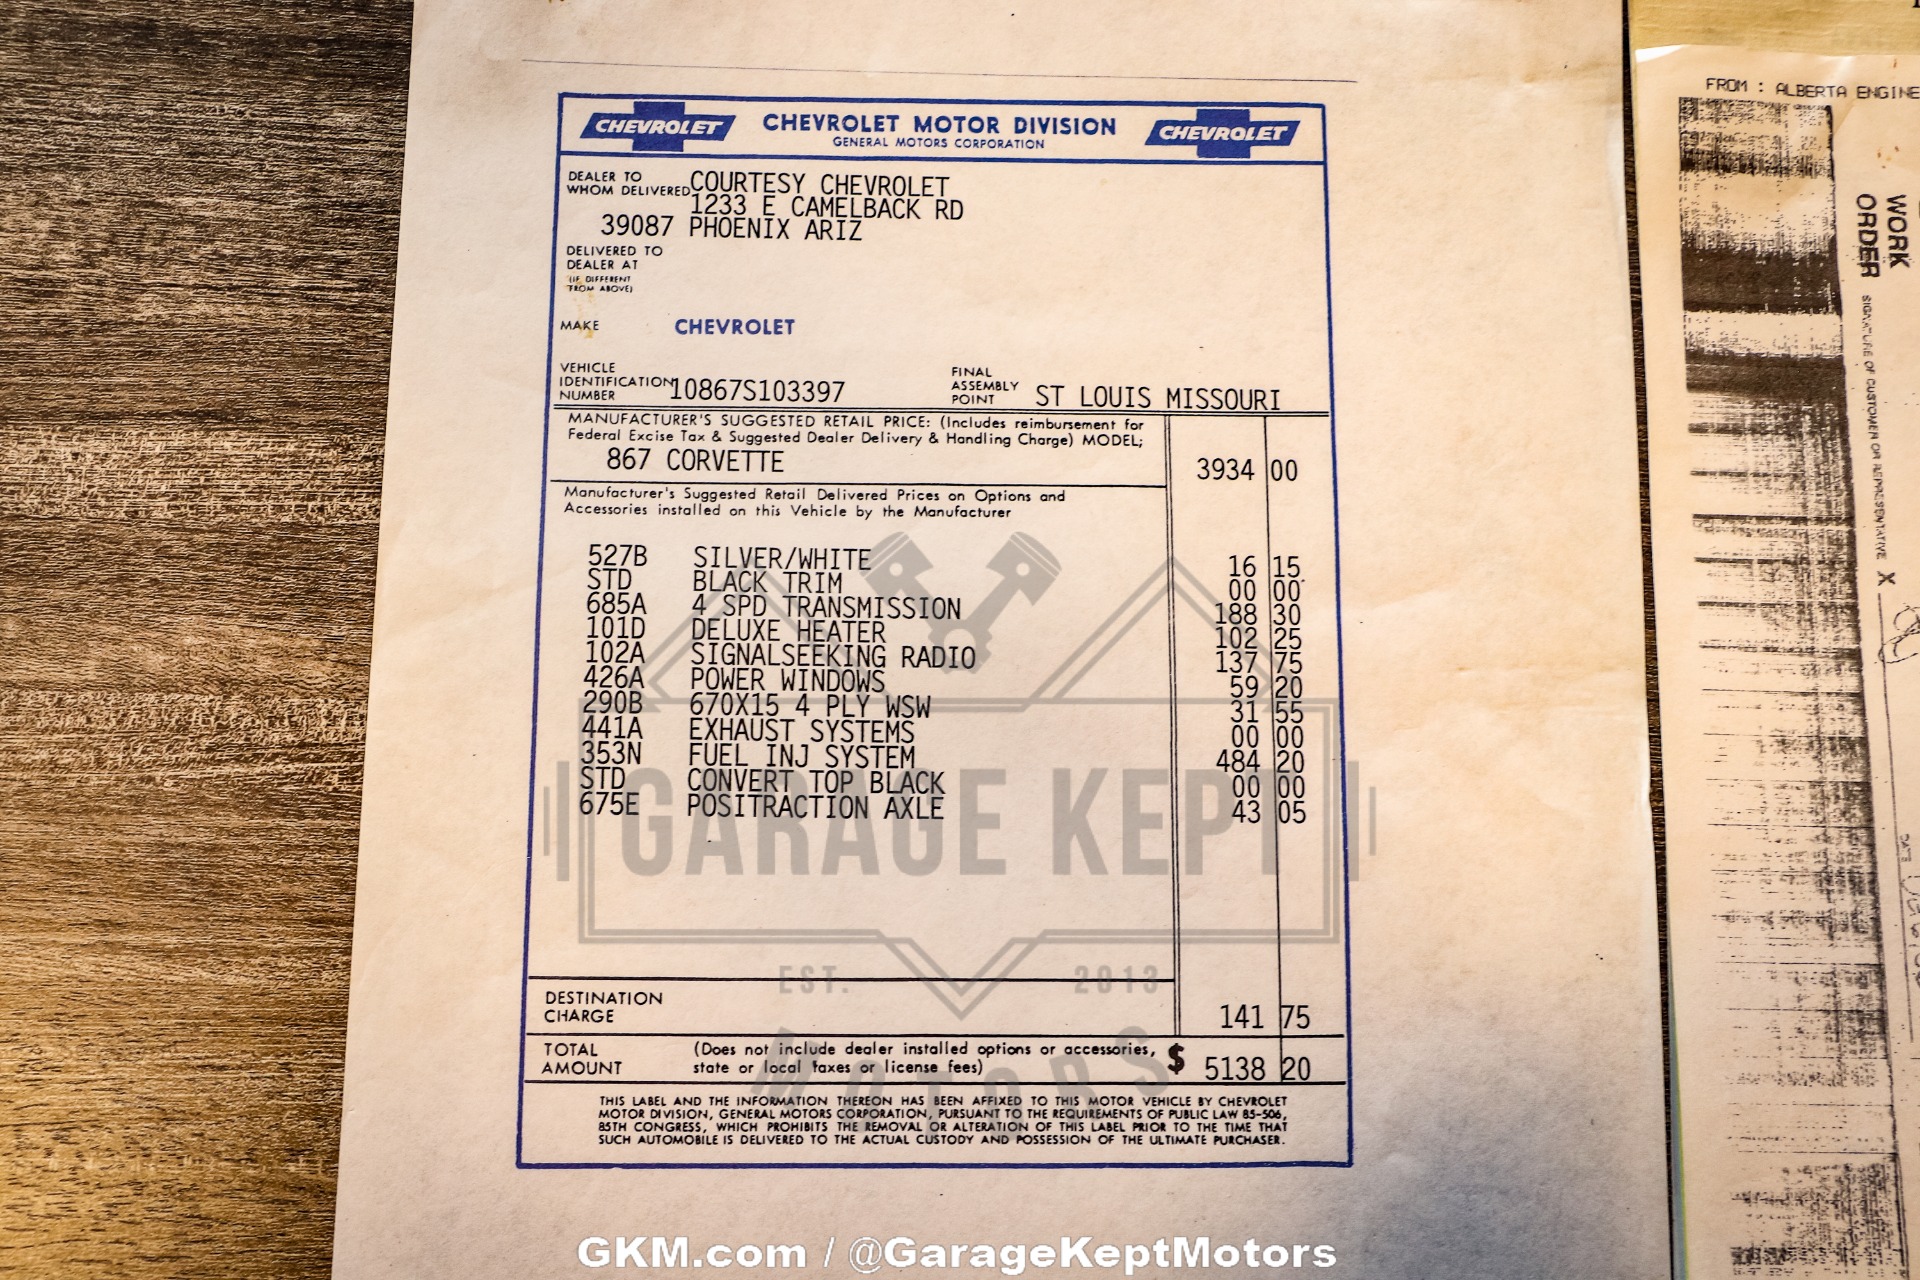 CHEVROLET CHEVROLET MOTOR DIVISION CHEVROLET
GENERAL MOTORS CORPORATION
DEALER TO
WHOM DELIVERED COURTESY CHEVROLET
1233 E CAMELBACK RD
39087 PHOENIX ARIZ
DELIVERED TO
DEALER AT
(IF DIFFERENT
FROM ABOVE)
MAKE CHEVROLET
VEHICLE
IDENTIFICATION
NUMBER 10867S103397
FINAL
ASSEMBLY
POINT ST LOUIS MISSOURI
MANUFACTURER'S SUGGESTED RETAIL PRICE: (Includes reimbursement for
Federal Excise Tax & Suggested Dealer Delivery & Handling Charge) MODEL;
867 CORVETTE 3934 00
Manufacturer's Suggested Retail Delivered Prices on Options and
Accessories installed on this Vehicle by the Manufacturer
527B SILVER/WHITE 16 15
STD BLACK TRIM 00 00
685A 4 SPD TRANSMISSION 188 30
101D DELUXE HEATER 102 25
102A SIGNALSEEKING RADIO 137 75
426A POWER WINDOWS 59 20
290B 670X15 4 PLY WSW 31 55
441A EXHAUST SYSTEMS 00 00
353N FUEL INJ SYSTEM 484 20
STD CONVERT TOP BLACK 00 00
675E POSITRACTION AXLE 43 05
GARAGE KEPT
EST. 2013
MOTORS
DESTINATION
CHARGE 141 75
TOTAL
AMOUNT (Does not include dealer installed options or accessories,
state or local taxes or license fees) $ 5138 20
THIS LABEL AND THE INFORMATION THEREON HAS BEEN AFFIXED TO THIS MOTOR VEHICLE BY CHEVROLET
MOTOR DIVISION, GENERAL MOTORS CORPORATION, PURSUANT TO THE REQUIREMENTS OF PUBLIC LAW 85-506,
85TH CONGRESS, WHICH PROHIBITS THE REMOVAL OR ALTERATION OF THIS LABEL PRIOR TO THE TIME THAT
SUCH AUTOMOBILE IS DELIVERED TO THE ACTUAL CUSTODY AND POSSESSION OF THE ULTIMATE PURCHASER.
FROM : ALBERTA ENGINE
WORK
ORDER
SIGNATURE OF CUSTOMER OR REPRESENTATIVE X
DATE
GKM.com / @GarageKeptMotors